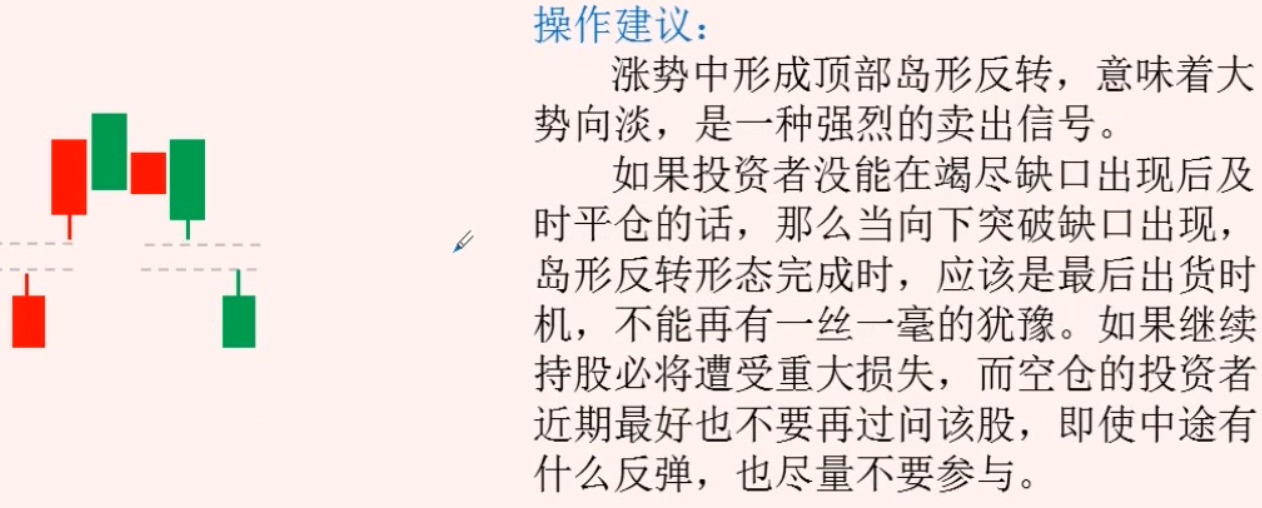 操作建议：
涨势中形成顶部岛形反转，意味着大
势向淡，是一种强烈的卖出信号。
如果投资者没能在竭尽缺口出现后及
时平仓的话，那么当向下突破缺口出现，
岛形反转形态完成时，应该是最后出货时
机，不能再有一丝一毫的犹豫。如果继续
持股必将遭受重大损失，而空仓的投资者
近期最好也不要再过问该股，即使中途有
什么反弹，也尽量不要参与。